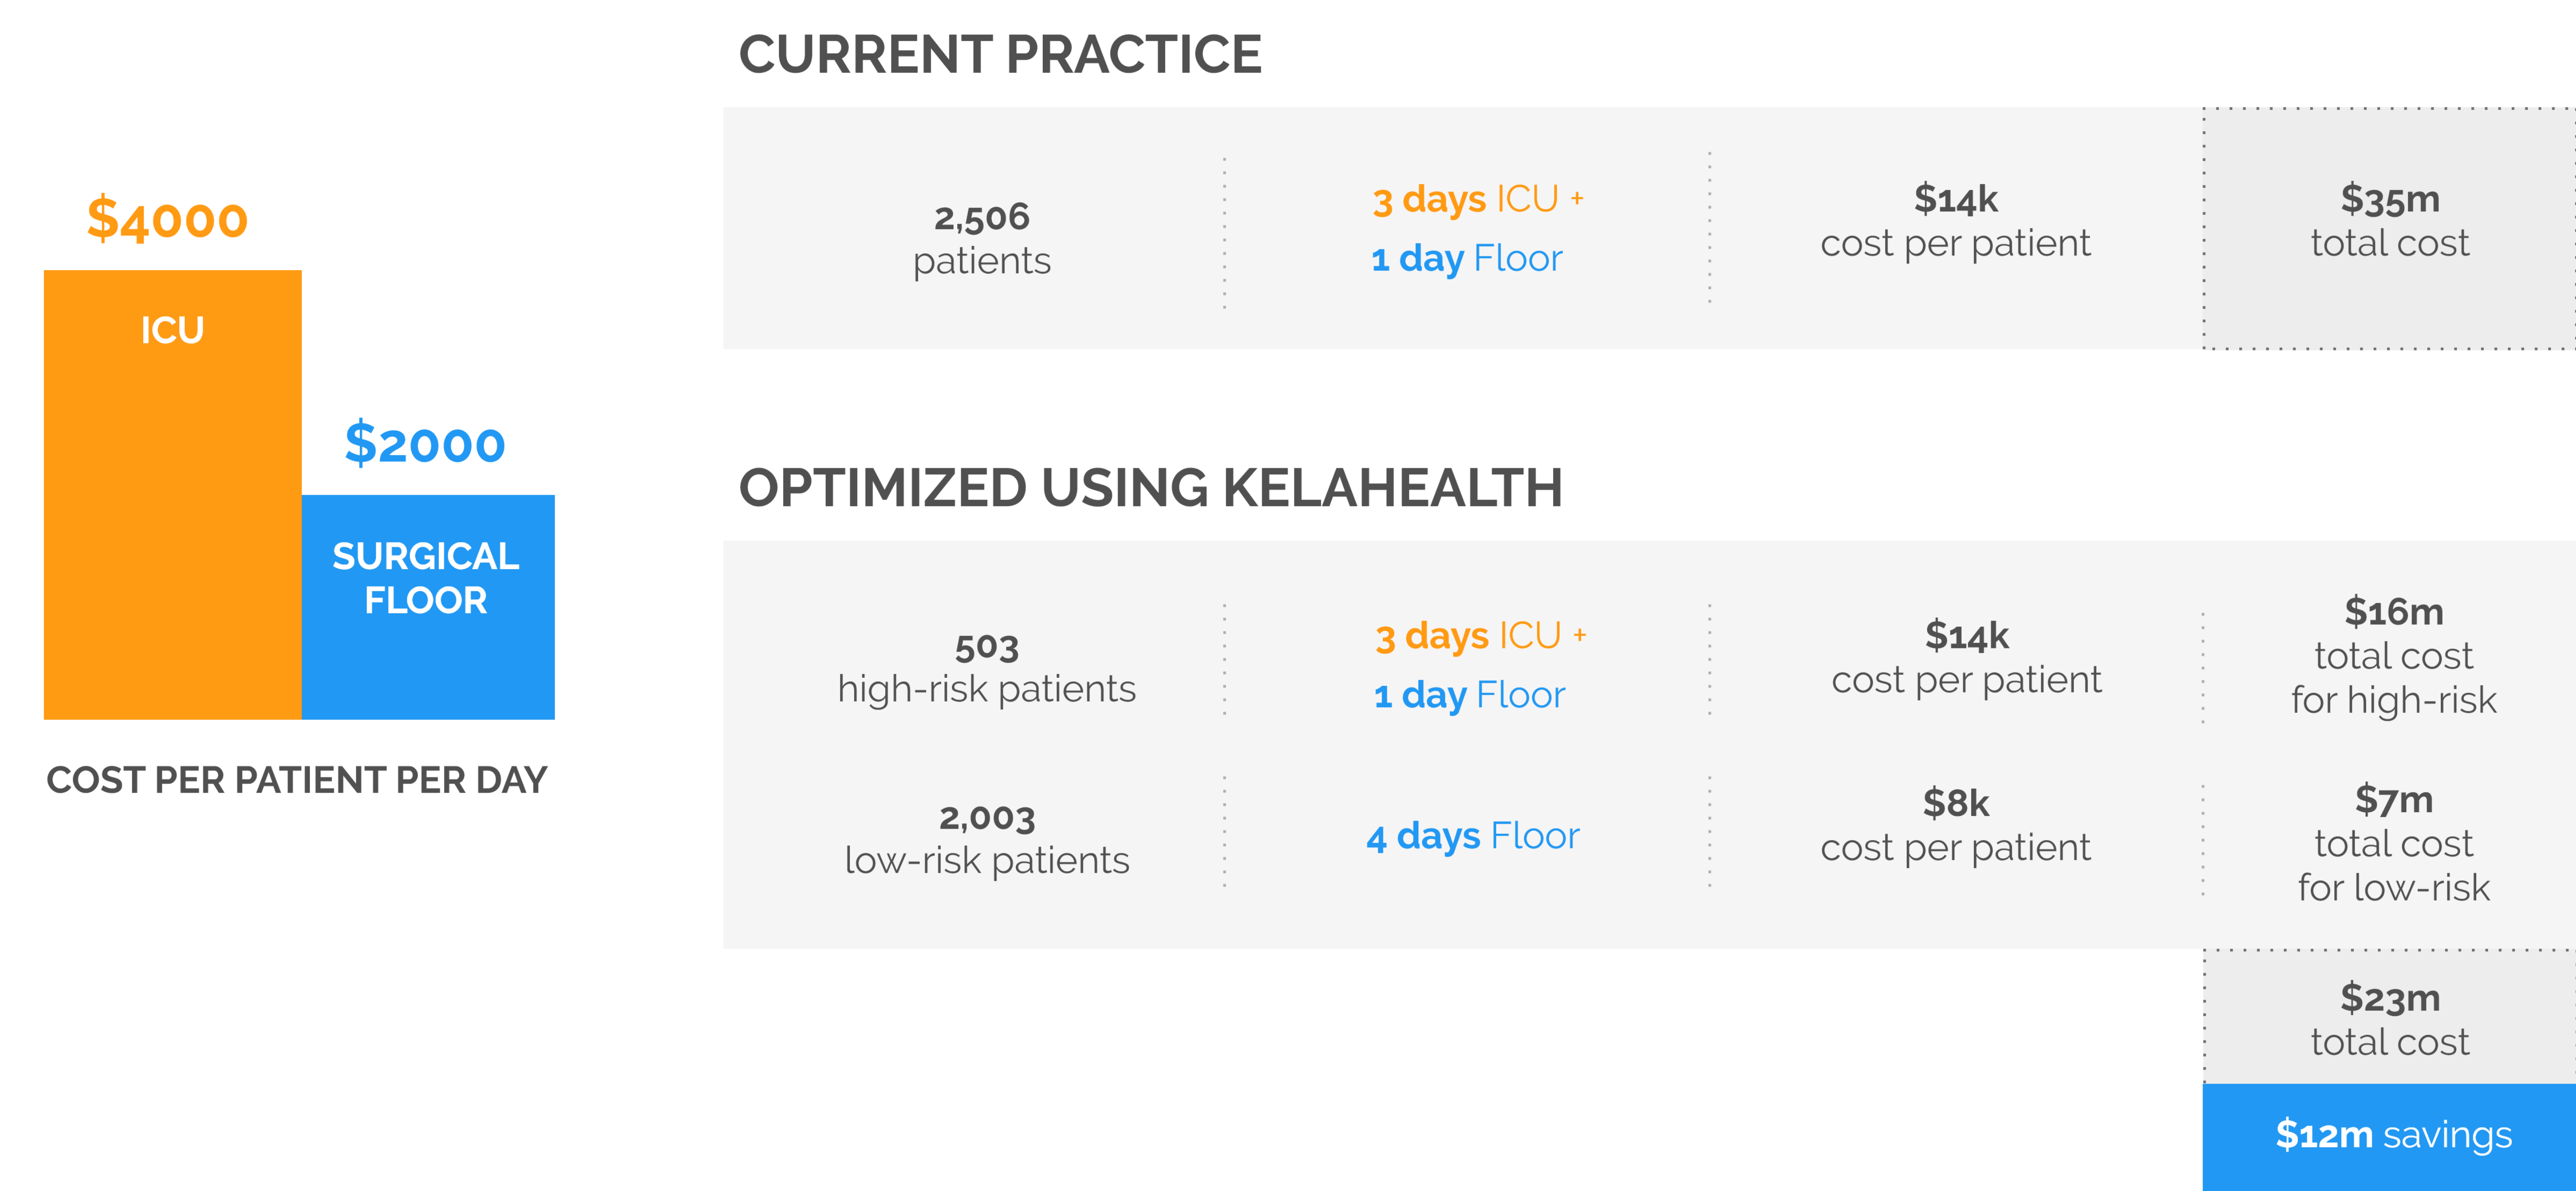 $4000
ICU
$2000
SURGICAL
FLOOR
COST PER PATIENT PER DAY
CURRENT PRACTICE
2,506
patients
3 days ICU +
1 day Floor
$14k
cost per patient
$35m
total cost
OPTIMIZED USING KELAHEALTH
503
high-risk patients
3 days ICU +
1 day Floor
$14k
cost per patient
$16m
total cost
for high-risk
2,003
low-risk patients
4 days Floor
$8k
cost per patient
$7m
total cost
for low-risk
$23m
total cost
$12m savings